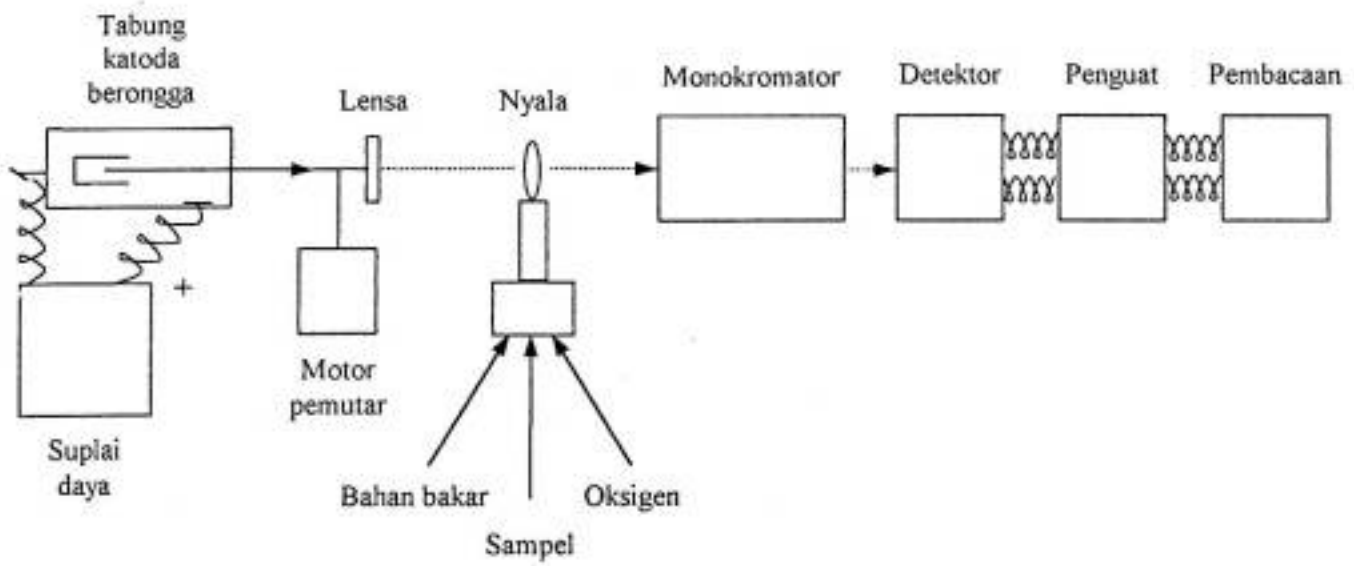 Tabung
katoda
berongga
Lensa
Nyala
Monokromator
Detektor
Penguat
Pembacaan
+
Motor
pemutar
Suplai
daya
Bahan bakar
Oksigen
Sampel